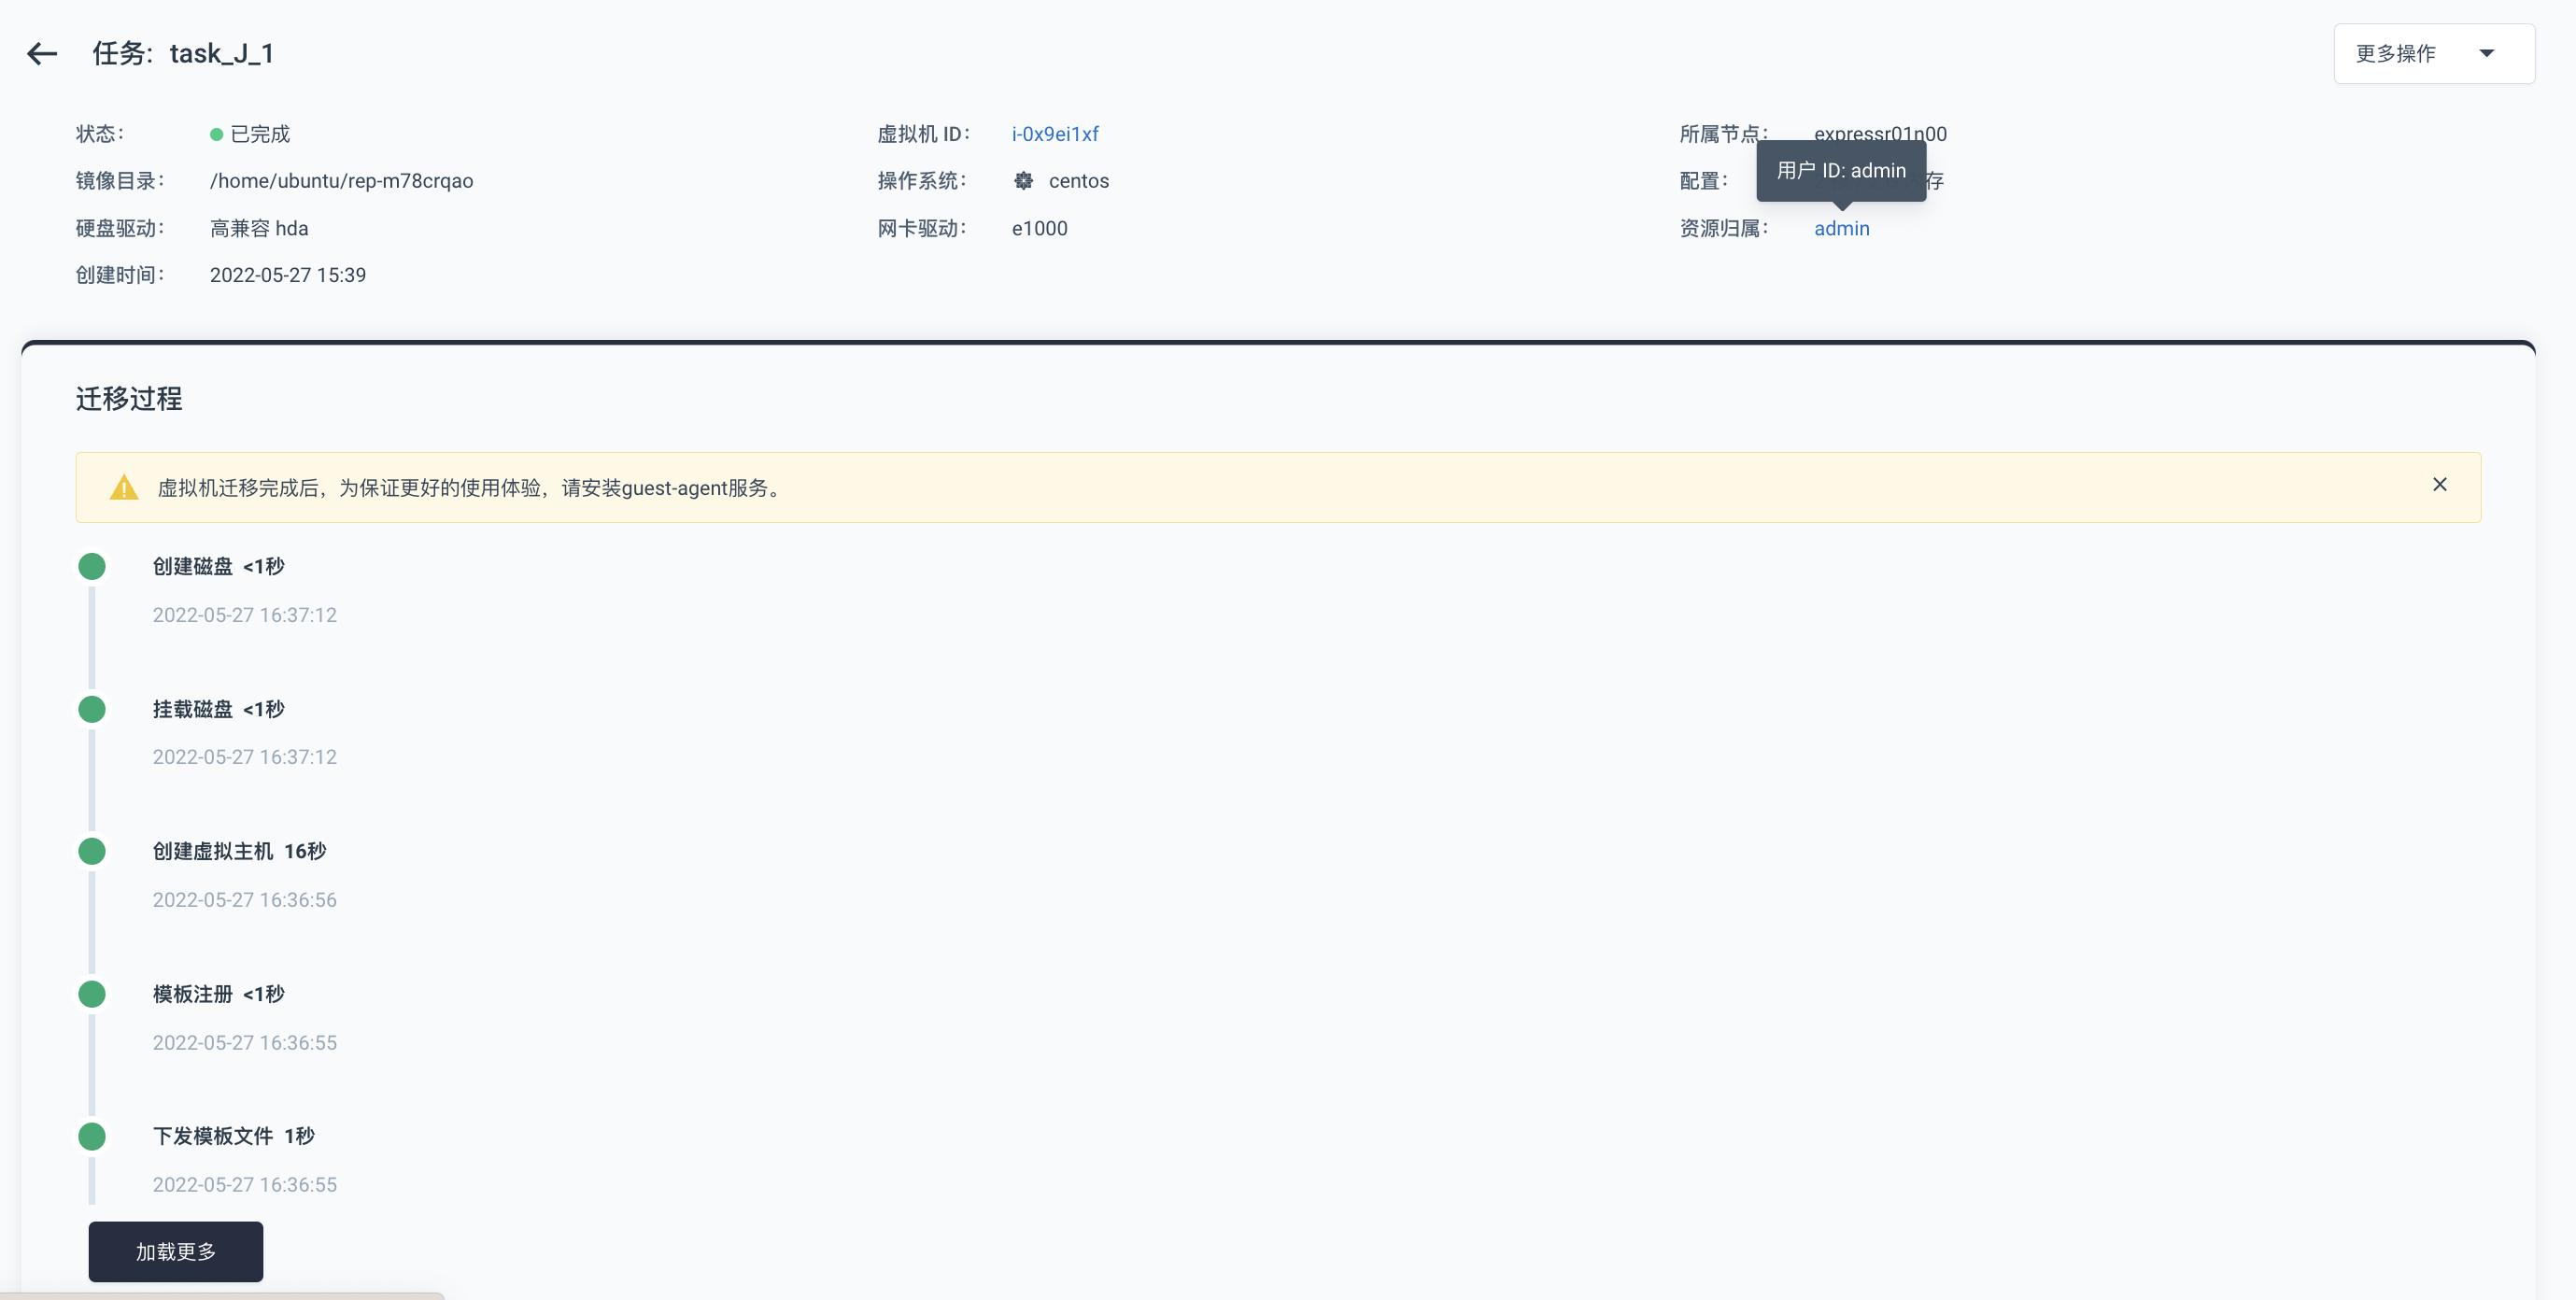 任务: task_J_1
更多操作
状态: 已完成
虚拟机 ID: i-0x9ei1xf
所属节点: expressr01n00
用户 ID: admin
镜像目录: /home/ubuntu/rep-m78crqao
操作系统: centos
配置: 存
硬盘驱动: 高兼容 hda
网卡驱动: e1000
资源归属: admin
创建时间: 2022-05-27 15:39
迁移过程
虚拟机迁移完成后，为保证更好的使用体验，请安装guest-agent服务。
创建磁盘 <1秒
2022-05-27 16:37:12
挂载磁盘 <1秒
2022-05-27 16:37:12
创建虚拟主机 16秒
2022-05-27 16:36:56
模板注册 <1秒
2022-05-27 16:36:55
下发模板文件 1秒
2022-05-27 16:36:55
加载更多